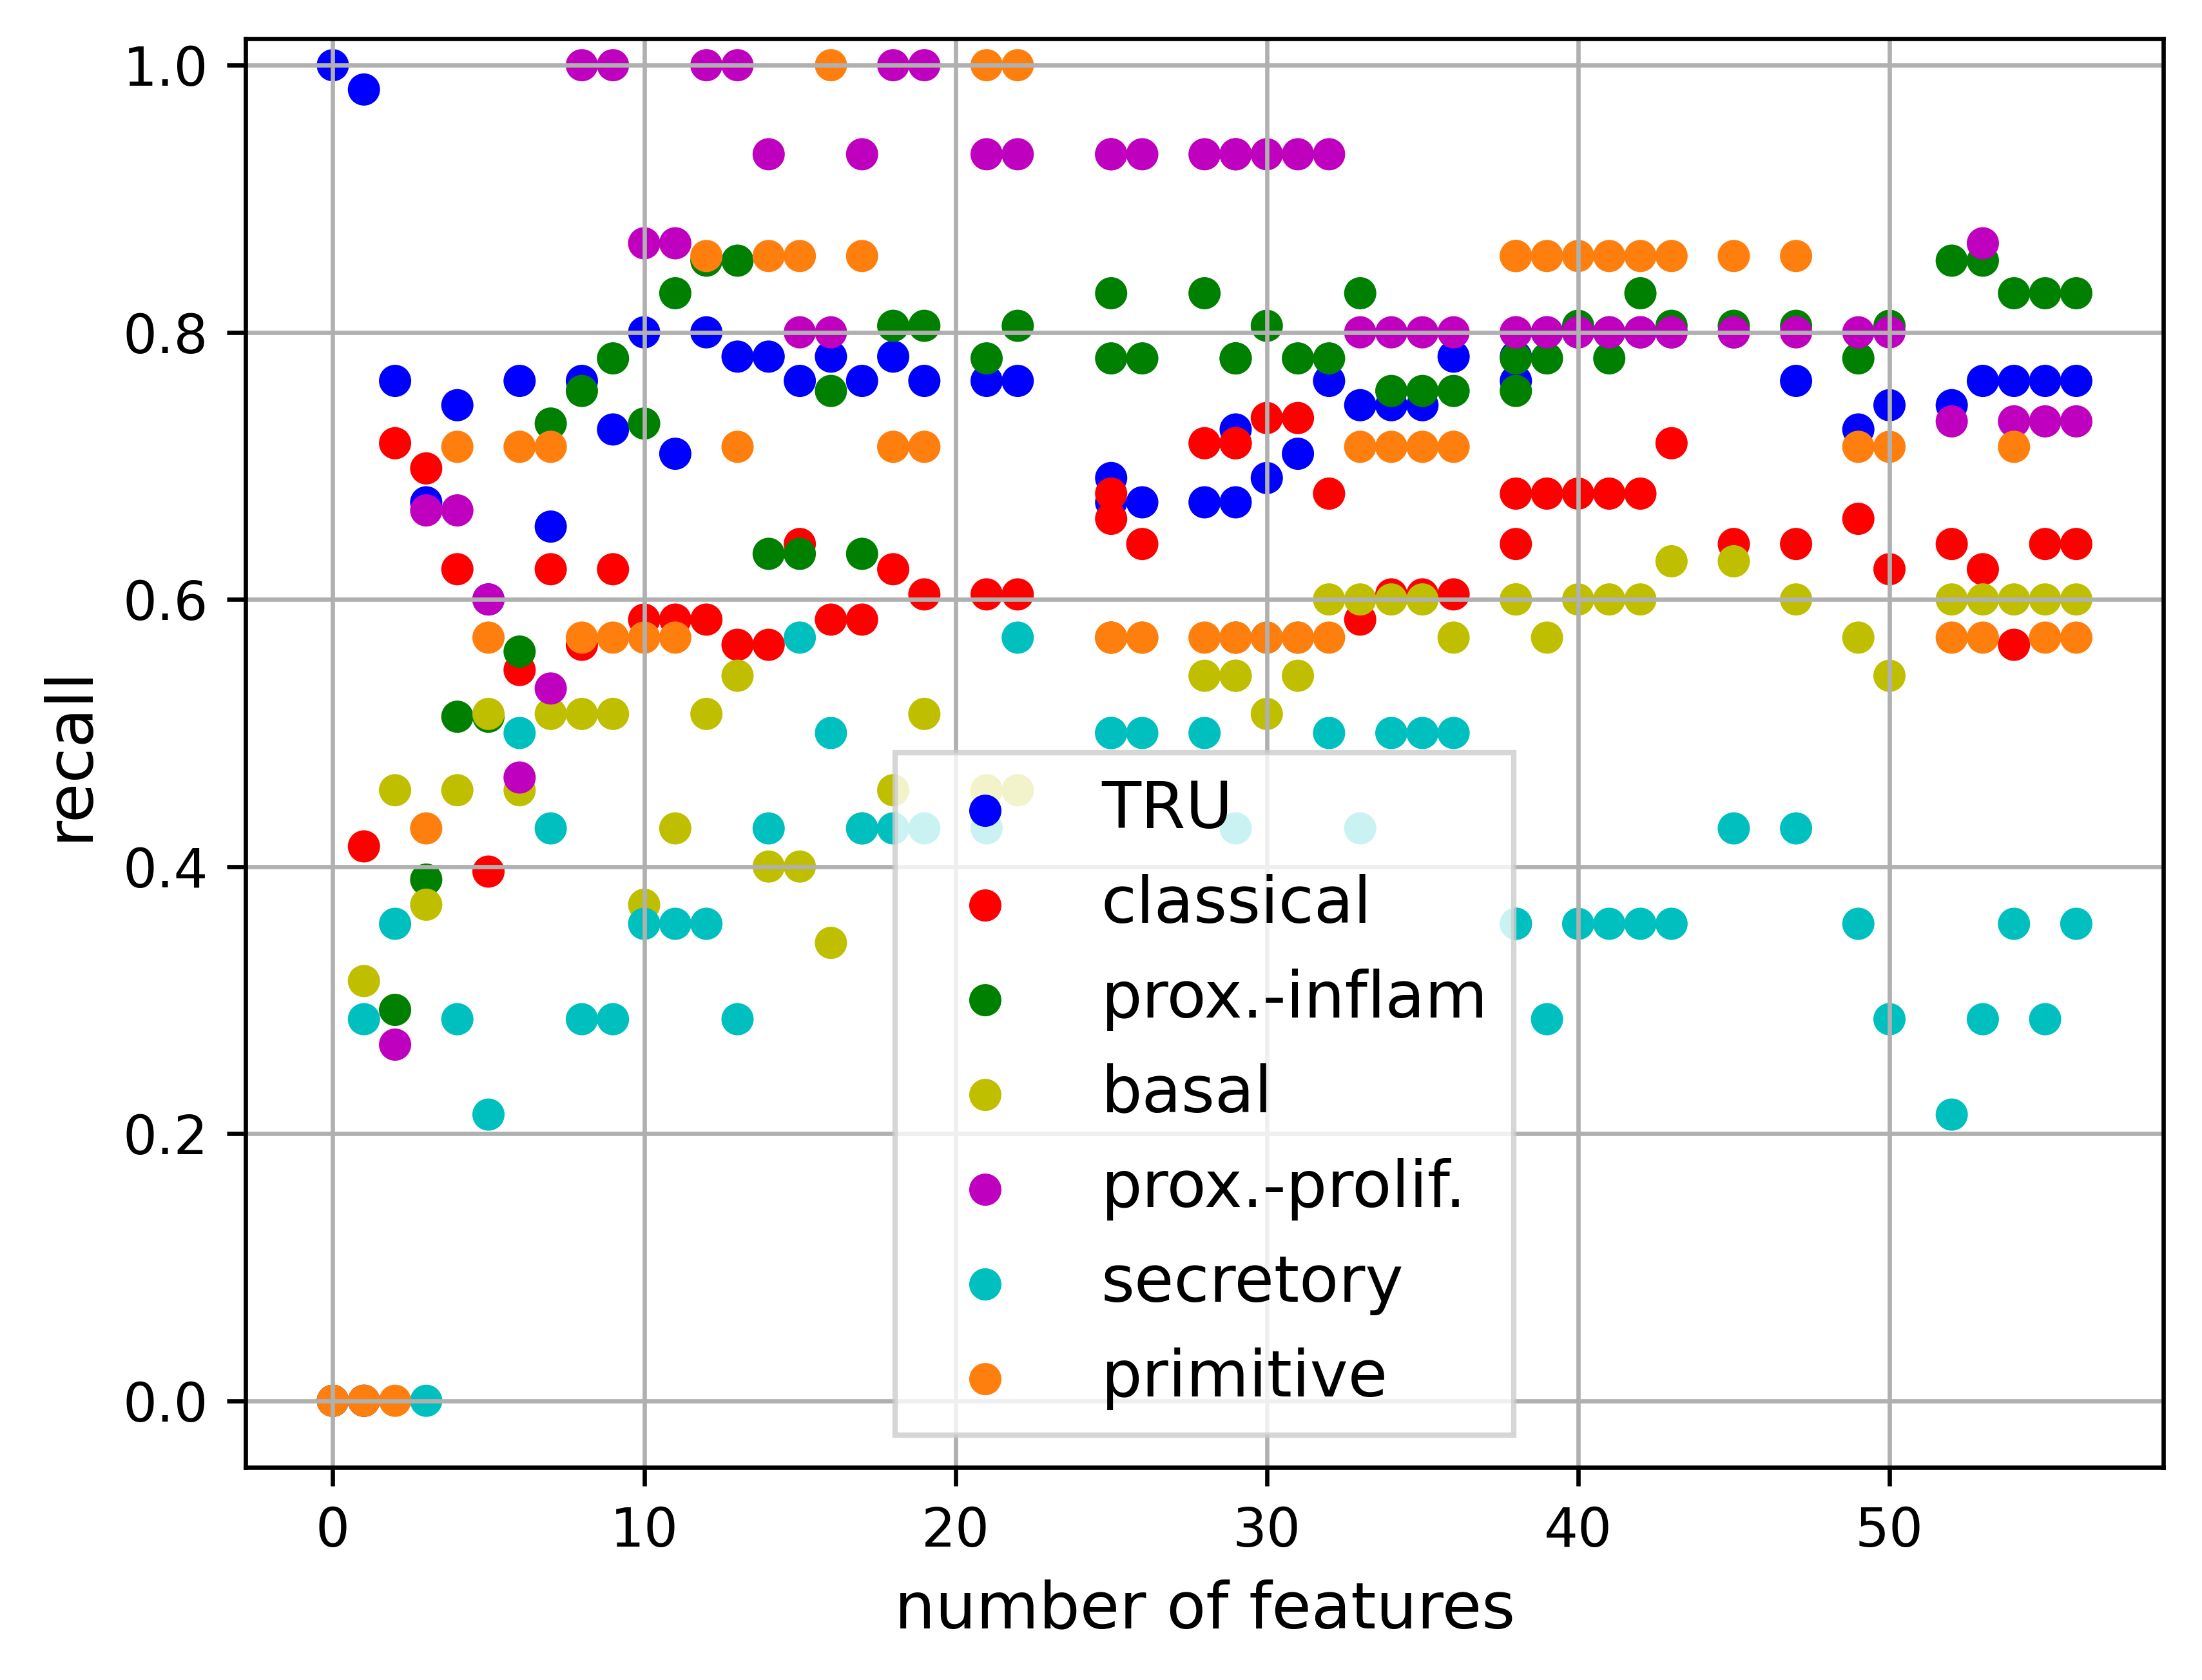 1.0
0.8
0.6
0.4
0.2
0.0
recall
TRU
classical
prox.-inflam
basal
prox.-prolif.
secretory
primitive
0 10 20 30 40 50
number of features